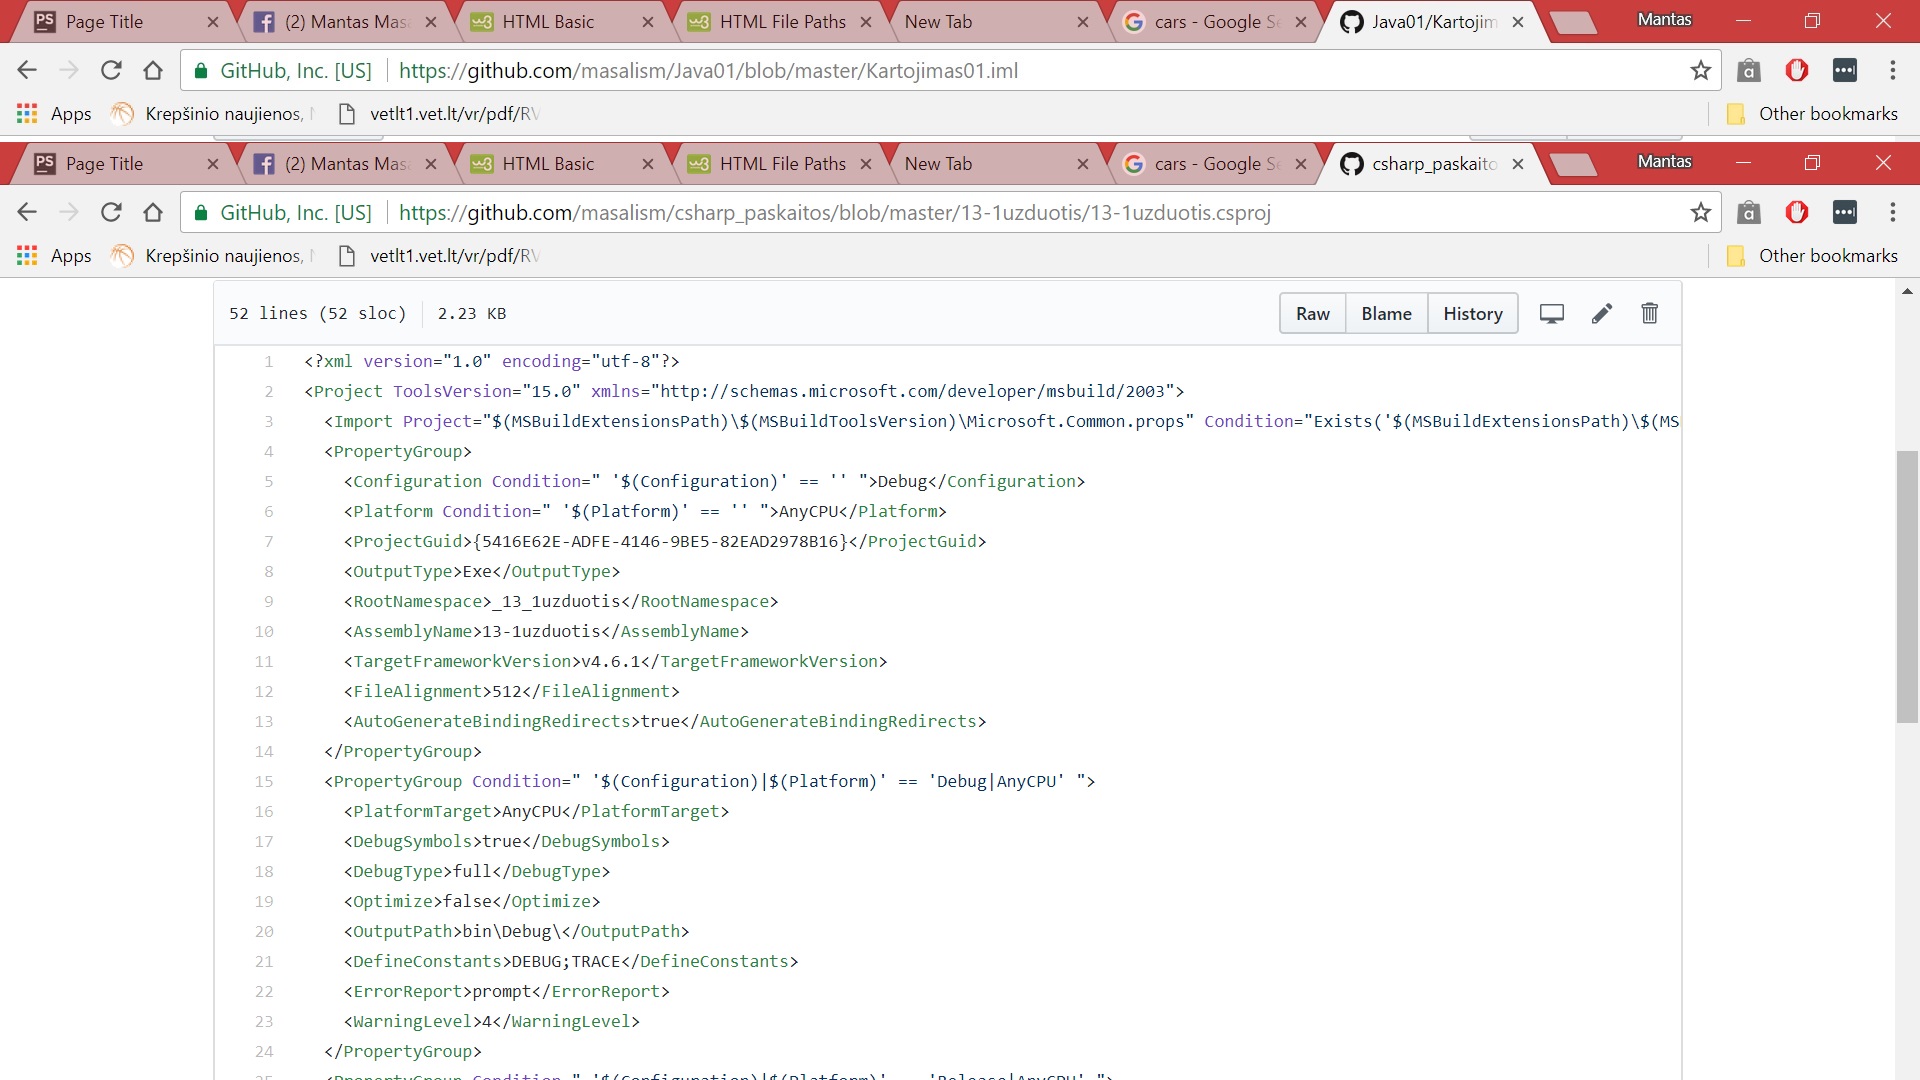 Page Title
(2) Mantas Mas
HTML Basic
HTML File Paths
New Tab
cars - Google Se
Java01/Kartojim
Mantas
GitHub, Inc. [US]
https://github.com/masalism/Java01/blob/master/Kartojimas01.iml
Apps
Krepšinio naujienos,
vetlt1.vet.lt/vr/pdf/RV
Other bookmarks
Page Title
(2) Mantas Mas
HTML Basic
HTML File Paths
New Tab
cars - Google Se
csharp_paskaito
Mantas
GitHub, Inc. [US]
https://github.com/masalism/csharp_paskaitos/blob/master/13-1uzduotis/13-1uzduotis.csproj
Apps
Krepšinio naujienos,
vetlt1.vet.lt/vr/pdf/RV
Other bookmarks
52 lines (52 sloc)
2.23 KB
Raw
Blame
History
1 <?xml version="1.0" encoding="utf-8"?>
2 <Project ToolsVersion="15.0" xmlns="http://schemas.microsoft.com/developer/msbuild/2003">
3 <Import Project="$(MSBuildExtensionsPath)\$(MSBuildToolsVersion)\Microsoft.Common.props" Condition="Exists('$(MSBuildExtensionsPath)\$(MS
4 <PropertyGroup>
5 <Configuration Condition=" '$(Configuration)' == '' ">Debug</Configuration>
6 <Platform Condition=" '$(Platform)' == '' ">AnyCPU</Platform>
7 <ProjectGuid>{5416E62E-ADFE-4146-9BE5-82EAD2978B16}</ProjectGuid>
8 <OutputType>Exe</OutputType>
9 <RootNamespace>_13_1uzduotis</RootNamespace>
10 <AssemblyName>13-1uzduotis</AssemblyName>
11 <TargetFrameworkVersion>v4.6.1</TargetFrameworkVersion>
12 <FileAlignment>512</FileAlignment>
13 <AutoGenerateBindingRedirects>true</AutoGenerateBindingRedirects>
14 </PropertyGroup>
15 <PropertyGroup Condition=" '$(Configuration)|$(Platform)' == 'Debug|AnyCPU' ">
16 <PlatformTarget>AnyCPU</PlatformTarget>
17 <DebugSymbols>true</DebugSymbols>
18 <DebugType>full</DebugType>
19 <Optimize>false</Optimize>
20 <OutputPath>bin\Debug\</OutputPath>
21 <DefineConstants>DEBUG;TRACE</DefineConstants>
22 <ErrorReport>prompt</ErrorReport>
23 <WarningLevel>4</WarningLevel>
24 </PropertyGroup>
25 <PropertyGroup Condition=" '$(Configuration)|$(Platform)' == 'Release|AnyCPU' ">